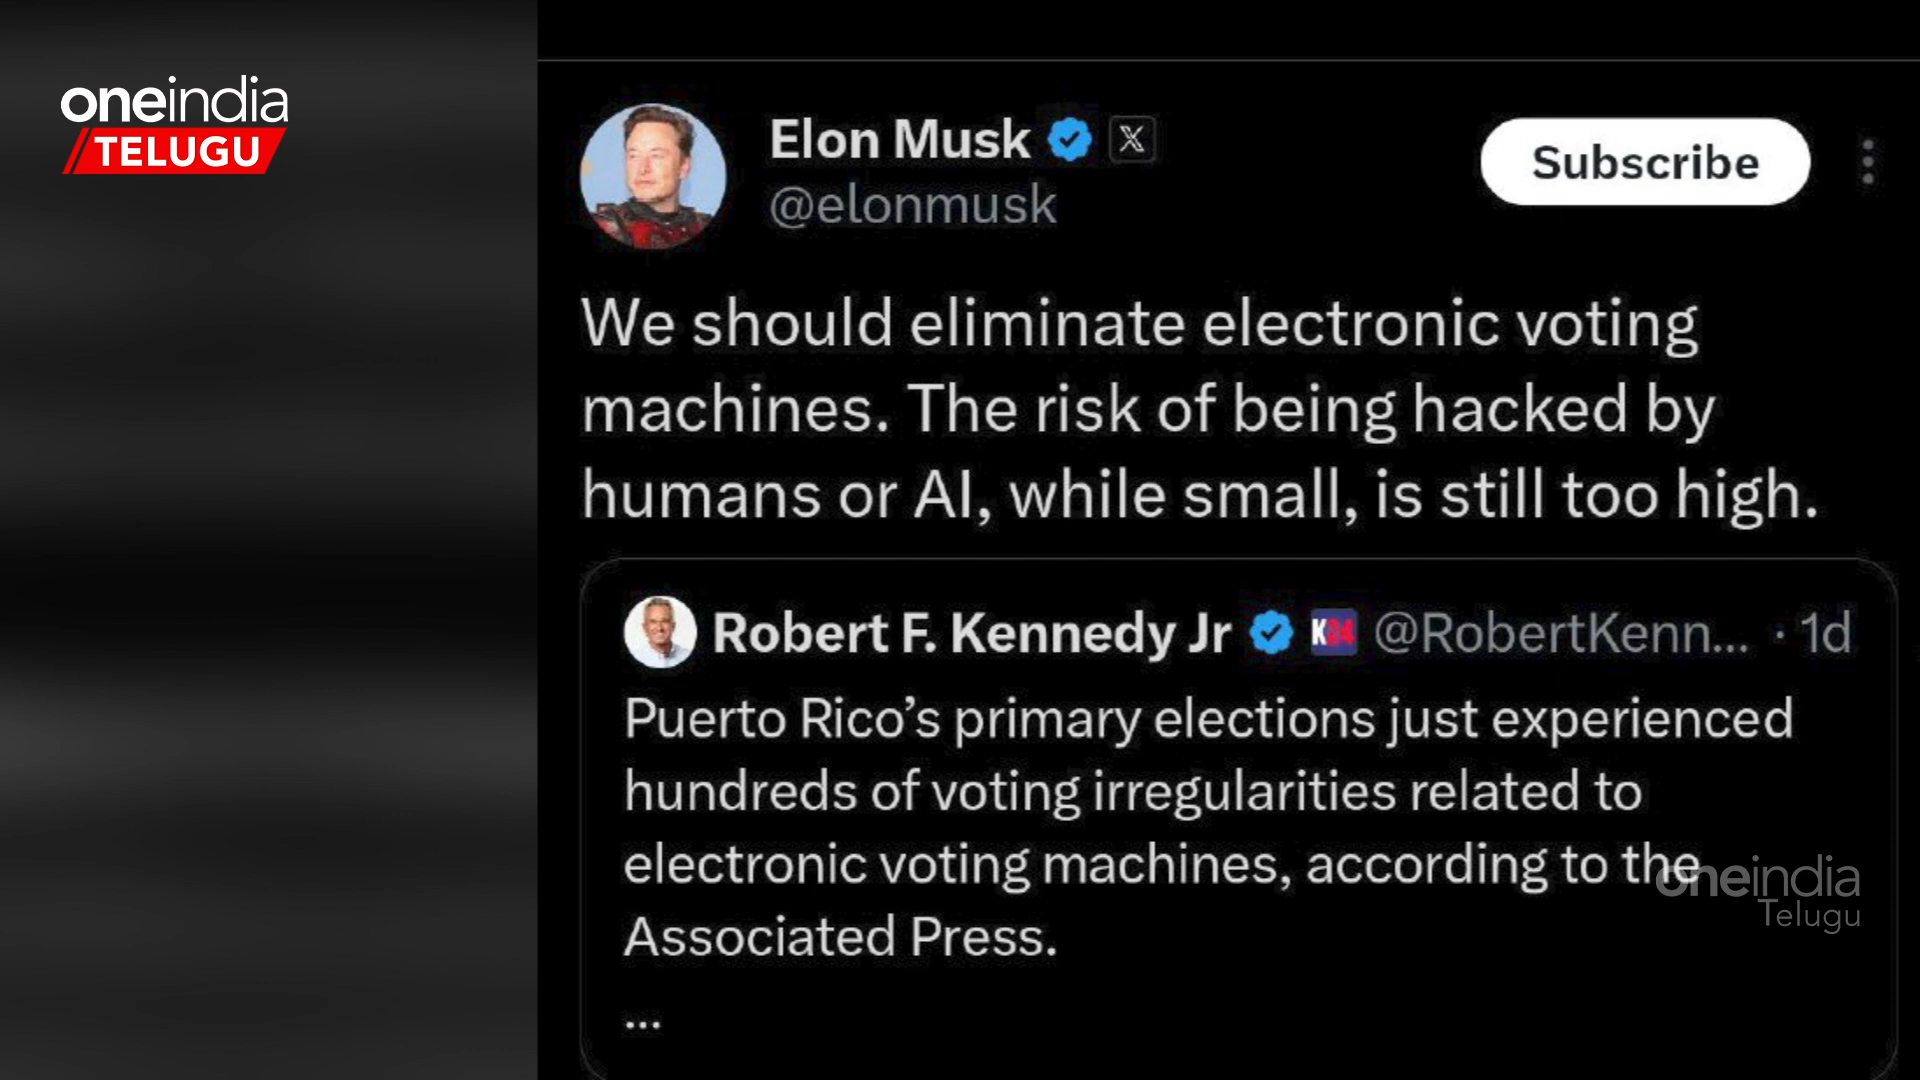 oneindia
TELUGU
Elon Musk
@elonmusk
Subscribe
We should eliminate electronic voting
machines. The risk of being hacked by
humans or AI, while small, is still too high.
Robert F. Kennedy Jr K24 @RobertKenn... · 1d
Puerto Rico’s primary elections just experienced
hundreds of voting irregularities related to
electronic voting machines, according to the
Associated Press.
...
oneindia
Telugu